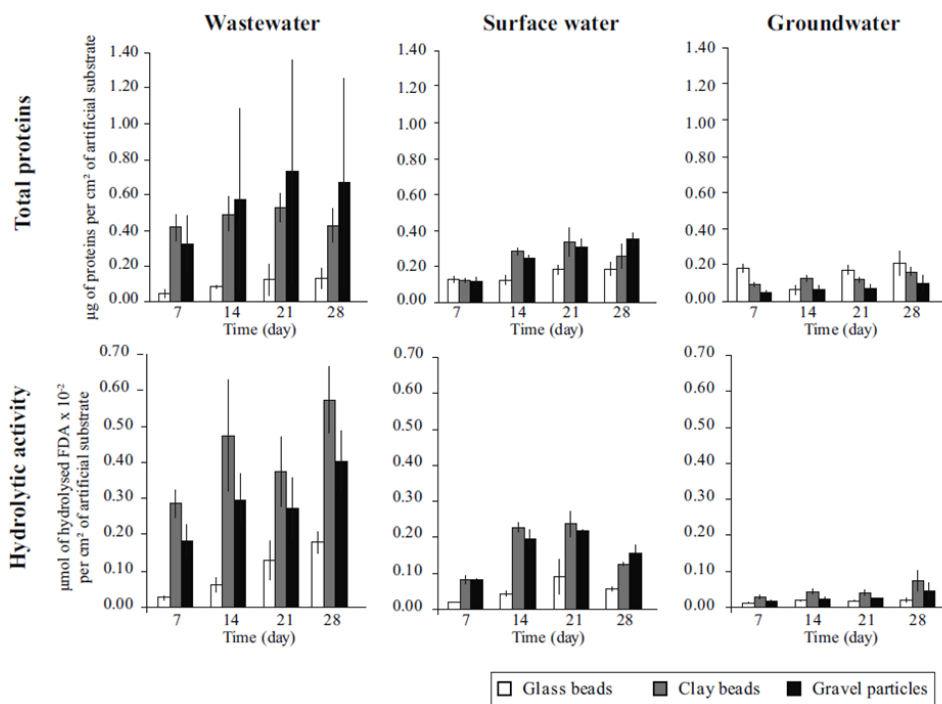 Wastewater Surface water Groundwater
Total proteins
µg of proteins per cm² of artificial substrate
1.40 1.40 1.40
1.20 1.20 1.20
1.00 1.00 1.00
0.80 0.80 0.80
0.60 0.60 0.60
0.40 0.40 0.40
0.20 0.20 0.20
0.00 0.00 0.00
7 14 21 28 7 14 21 28 7 14 21 28
Time (day) Time (day) Time (day)
Hydrolytic activity
µmol of hydrolysed FDA x 10⁻²
per cm² of artificial substrate
0.70 0.70 0.70
0.60 0.60 0.60
0.50 0.50 0.50
0.40 0.40 0.40
0.30 0.30 0.30
0.20 0.20 0.20
0.10 0.10 0.10
0.00 0.00 0.00
7 14 21 28 7 14 21 28 7 14 21 28
Time (day) Time (day) Time (day)
Glass beads Clay beads Gravel particles